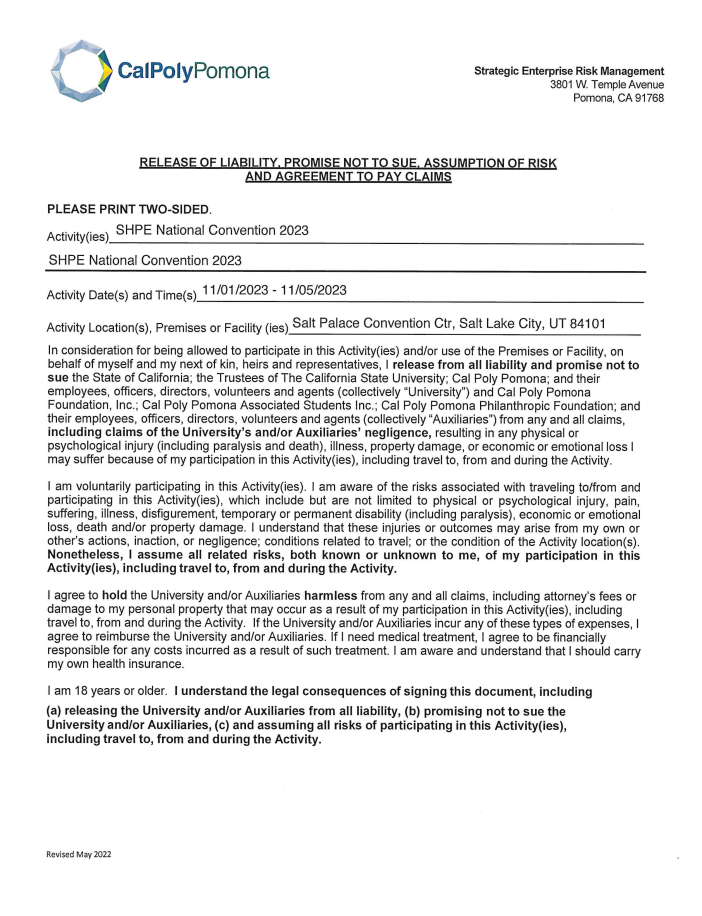 CalPolyPomona
Strategic Enterprise Risk Management
3801 W. Temple Avenue
Pomona, CA 91768
RELEASE OF LIABILITY, PROMISE NOT TO SUE, ASSUMPTION OF RISK
AND AGREEMENT TO PAY CLAIMS
PLEASE PRINT TWO-SIDED.
Activity(ies) SHPE National Convention 2023
SHPE National Convention 2023
Activity Date(s) and Time(s) 11/01/2023 - 11/05/2023
Activity Location(s), Premises or Facility (ies) Salt Palace Convention Ctr, Salt Lake City, UT 84101
In consideration for being allowed to participate in this Activity(ies) and/or use of the Premises or Facility, on
behalf of myself and my next of kin, heirs and representatives, I release from all liability and promise not to
sue the State of California; the Trustees of The California State University; Cal Poly Pomona; and their
employees, officers, directors, volunteers and agents (collectively “University”) and Cal Poly Pomona
Foundation, Inc.; Cal Poly Pomona Associated Students Inc.; Cal Poly Pomona Philanthropic Foundation; and
their employees, officers, directors, volunteers and agents (collectively “Auxiliaries”) from any and all claims,
including claims of the University’s and/or Auxiliaries’ negligence, resulting in any physical or
psychological injury (including paralysis and death), illness, property damage, or economic or emotional loss I
may suffer because of my participation in this Activity(ies), including travel to, from and during the Activity.
I am voluntarily participating in this Activity(ies). I am aware of the risks associated with traveling to/from and
participating in this Activity(ies), which include but are not limited to physical or psychological injury, pain,
suffering, illness, disfigurement, temporary or permanent disability (including paralysis), economic or emotional
loss, death and/or property damage. I understand that these injuries or outcomes may arise from my own or
other’s actions, inaction, or negligence; conditions related to travel; or the condition of the Activity location(s).
Nonetheless, I assume all related risks, both known or unknown to me, of my participation in this
Activity(ies), including travel to, from and during the Activity.
I agree to hold the University and/or Auxiliaries harmless from any and all claims, including attorney’s fees or
damage to my personal property that may occur as a result of my participation in this Activity(ies), including
travel to, from and during the Activity. If the University and/or Auxiliaries incur any of these types of expenses, I
agree to reimburse the University and/or Auxiliaries. If I need medical treatment, I agree to be financially
responsible for any costs incurred as a result of such treatment. I am aware and understand that I should carry
my own health insurance.
I am 18 years or older. I understand the legal consequences of signing this document, including
(a) releasing the University and/or Auxiliaries from all liability, (b) promising not to sue the
University and/or Auxiliaries, (c) and assuming all risks of participating in this Activity(ies),
including travel to, from and during the Activity.
Revised May 2022